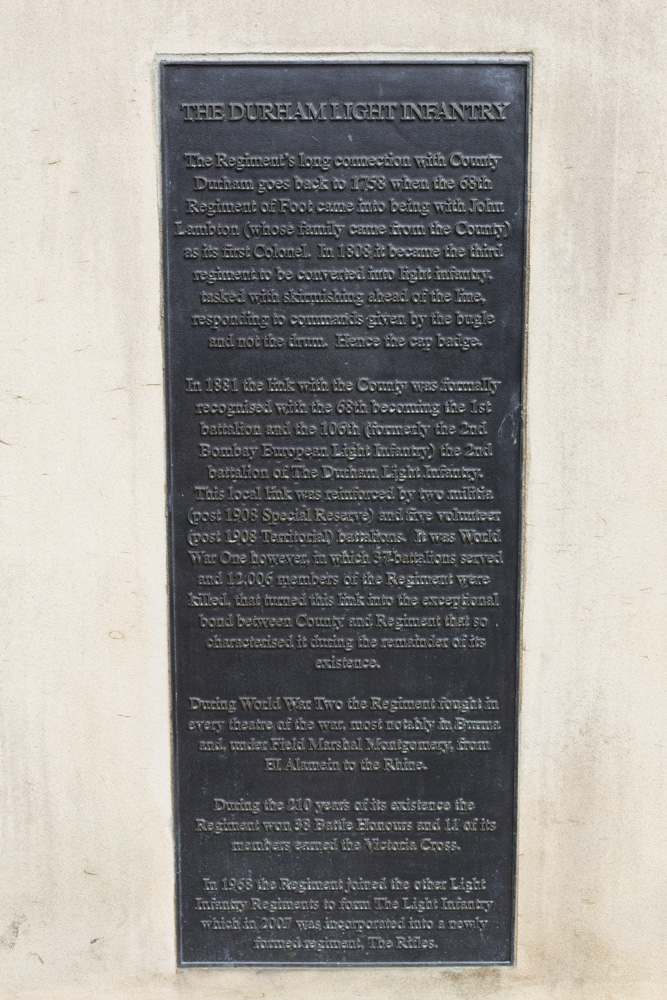 THE DURHAM LIGHT INFANTRY
The Regiment's long connection with County
Durham goes back to 1758 when the 68th
Regiment of Foot came into being with John
Lambton (whose family came from the County)
as its first Colonel. In 1808 it became the third
regiment to be converted into light infantry,
tasked with skirmishing ahead of the line,
responding to commands given by the bugle
and not the drum. Hence the cap badge.
In 1881 the link with the County was formally
recognised with the 68th becoming the 1st
battalion and the 106th (formerly the 2nd
Bombay European Light Infantry) the 2nd
battalion of The Durham Light Infantry.
This local link was reinforced by two militia
(post 1908 Special Reserve) and five volunteer
(post 1908 Territorial) battalions. It was World
War One however, in which 37 battalions served
and 12,006 members of the Regiment were
killed, that turned this link into the exceptional
bond between County and Regiment that so
characterised it during the remainder of its
existence.
During World War Two the Regiment fought in
every theatre of the war, most notably in Burma
and, under Field Marshal Montgomery, from
El Alamein to the Rhine.
During the 210 years of its existence the
Regiment won 38 Battle Honours and 11 of its
members earned the Victoria Cross.
In 1968 the Regiment joined the other Light
Infantry Regiments to form The Light Infantry
which in 2007 was incorporated into a newly
formed regiment, The Rifles.